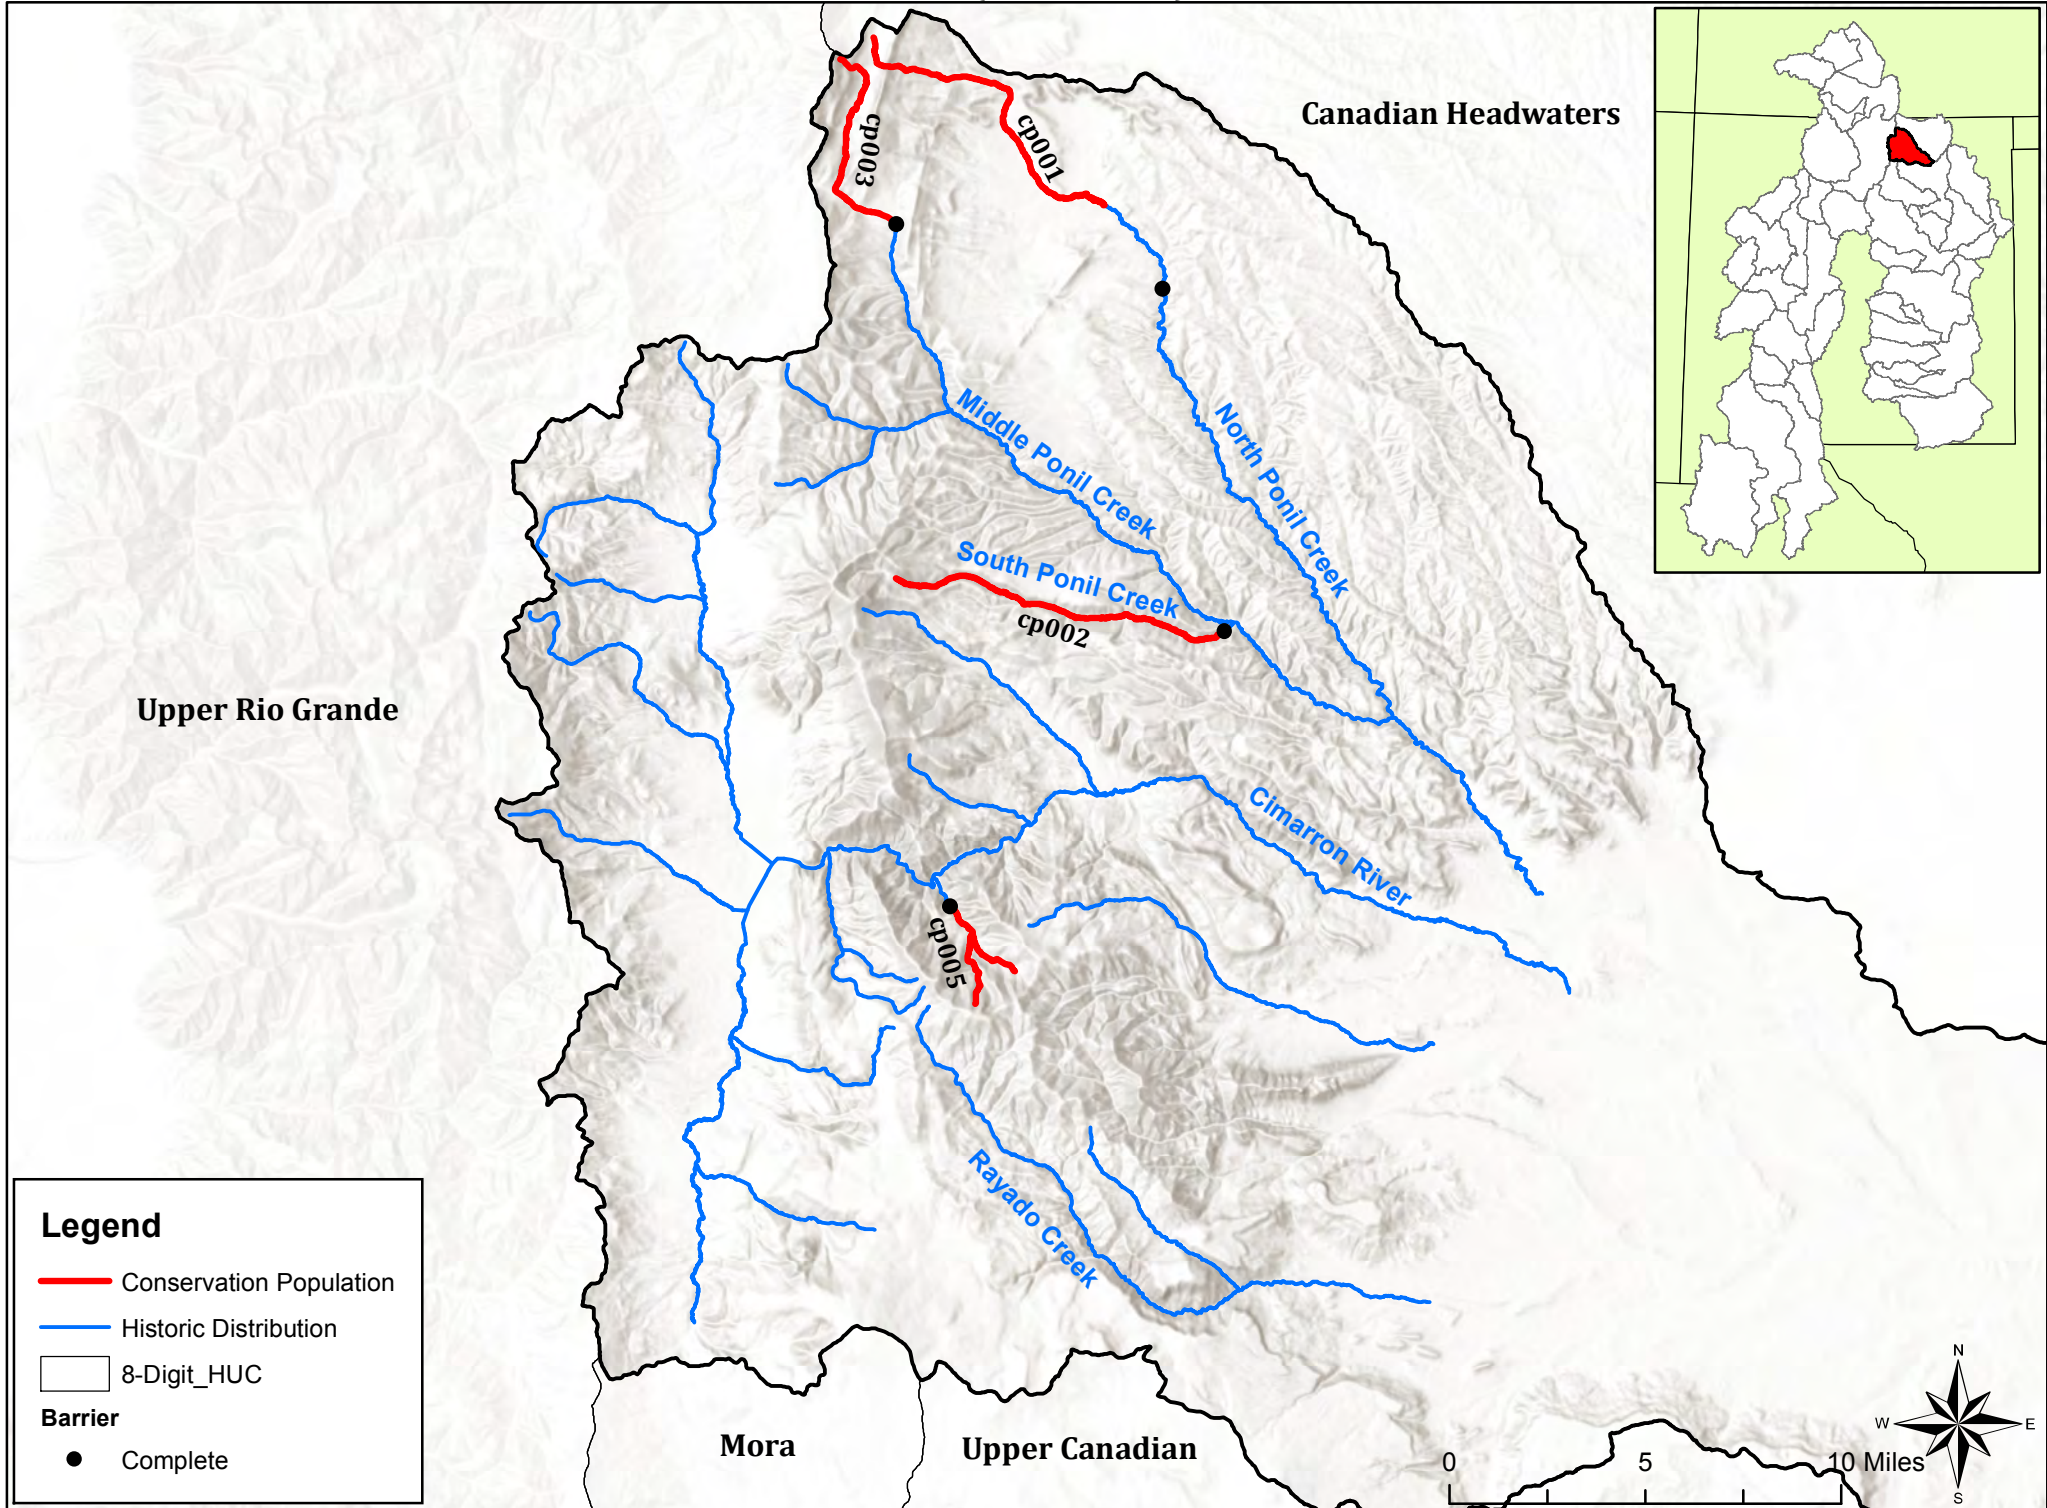 Canadian Headwaters
cp003
cp001
Middle Ponil Creek
North Ponil Creek
South Ponil Creek
cp002
Upper Rio Grande
Cimarron River
cp005
Rayado Creek
Legend
Conservation Population
Historic Distribution
8-Digit_HUC
Barrier
Complete
Mora
Upper Canadian
0 5 10 Miles
N
W E
S